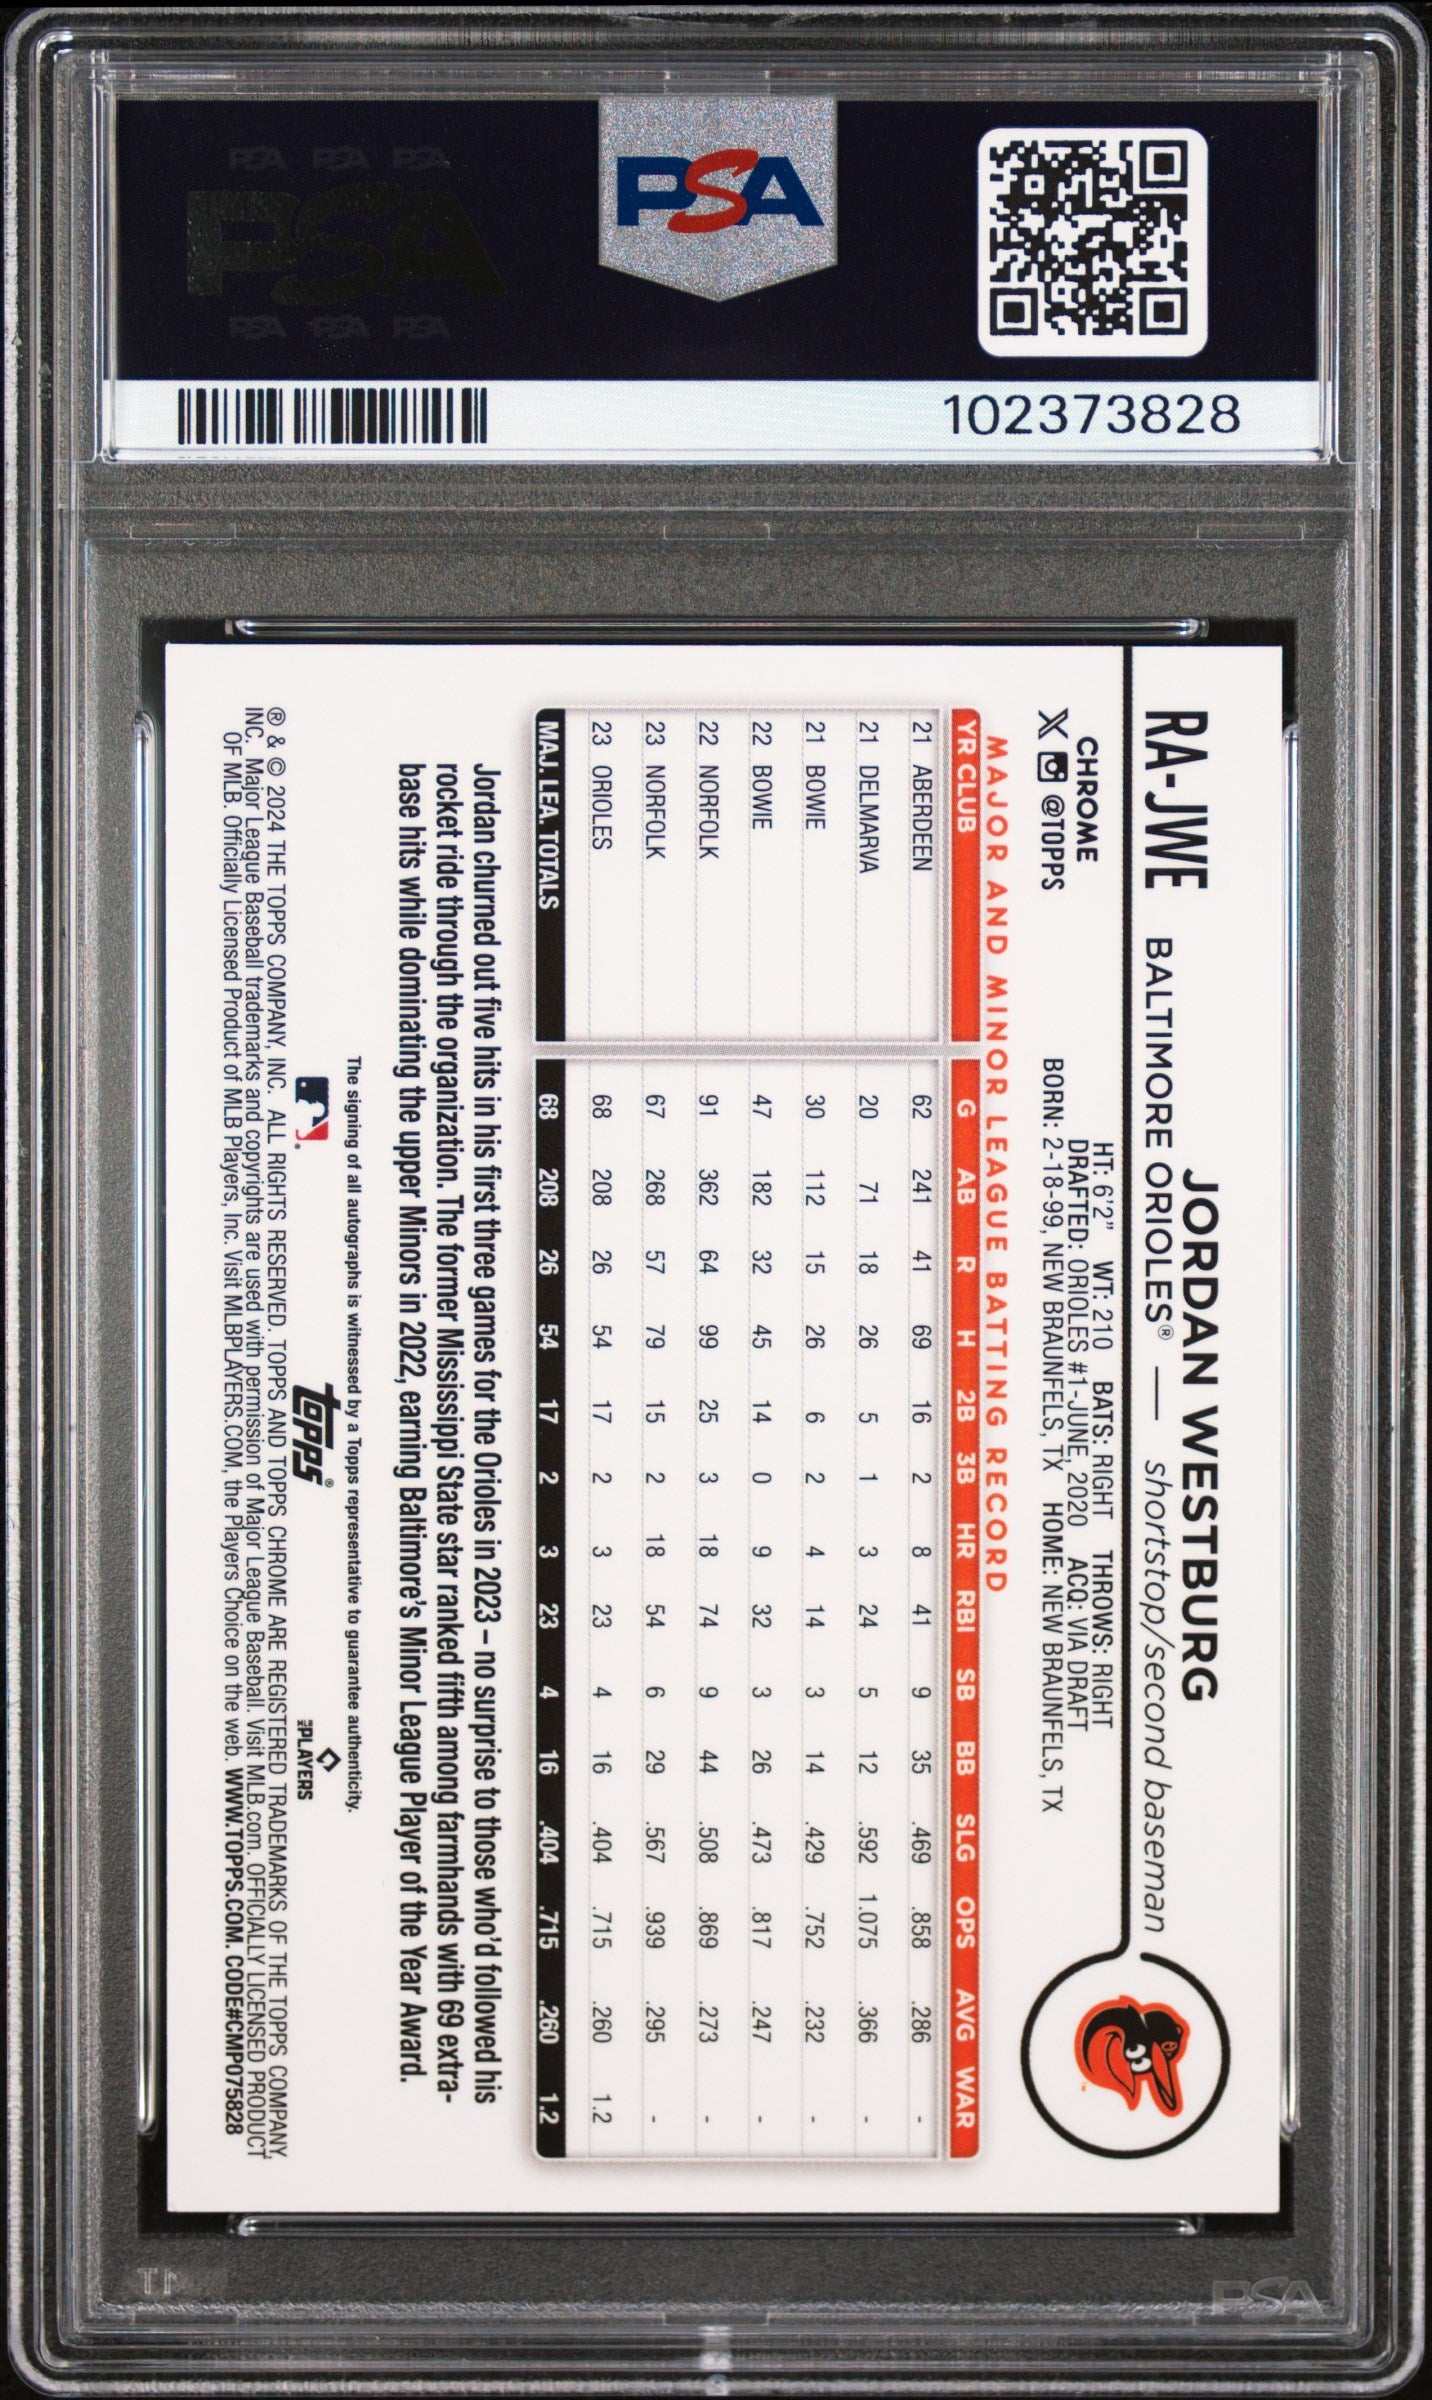 PSA PSA PSA
PSA
PSA PSA PSA
PSA
102373828
RA-JWE
JORDAN WESTBURG
BALTIMORE ORIOLES® — shortstop/second baseman
CHROME
X @TOPPS
HT: 6'2" WT: 210 BATS: RIGHT THROWS: RIGHT
DRAFTED: ORIOLES #1-JUNE, 2020 ACQ: VIA DRAFT
BORN: 2-18-99, NEW BRAUNFELS, TX HOME: NEW BRAUNFELS, TX
MAJOR AND MINOR LEAGUE BATTING RECORD
YR CLUB G AB R H 2B 3B HR RBI SB BB SLG OPS AVG WAR
21 ABERDEEN 62 241 41 69 16 2 8 41 9 35 .469 .858 .286 -
21 DELMARVA 20 71 18 26 5 1 3 24 5 12 .592 1.075 .366 -
21 BOWIE 30 112 15 26 6 2 4 14 3 14 .429 .752 .232 -
22 BOWIE 47 182 32 45 14 0 9 32 3 26 .473 .817 .247 -
22 NORFOLK 91 362 64 99 25 3 18 74 9 44 .508 .869 .273 -
23 NORFOLK 67 268 57 79 15 2 18 54 6 29 .567 .939 .295 -
23 ORIOLES 68 208 26 54 17 2 3 23 4 16 .404 .715 .260 1.2
MAJ. LEA. TOTALS 68 208 26 54 17 2 3 23 4 16 .404 .715 .260 1.2
Jordan churned out five hits in his first three games for the Orioles in 2023 – no surprise to those who'd followed his
rocket ride through the organization. The former Mississippi State star ranked fifth among farmhands with 69 extra-
base hits while dominating the upper Minors in 2022, earning Baltimore's Minor League Player of the Year Award.
The signing of all autographs is witnessed by a Topps representative to guarantee authenticity.
topps®
MLB PLAYERS
® & © 2024 THE TOPPS COMPANY, INC. ALL RIGHTS RESERVED. TOPPS AND TOPPS CHROME ARE REGISTERED TRADEMARKS OF THE TOPPS COMPANY,
INC. Major League Baseball trademarks and copyrights are used with permission of Major League Baseball. Visit MLB.com. OFFICIALLY LICENSED PRODUCT
OF MLB. Officially Licensed Product of MLB Players, Inc. Visit MLBPLAYERS.COM, the Players Choice on the web. WWW.TOPPS.COM. CODE#CMP075828
PSA